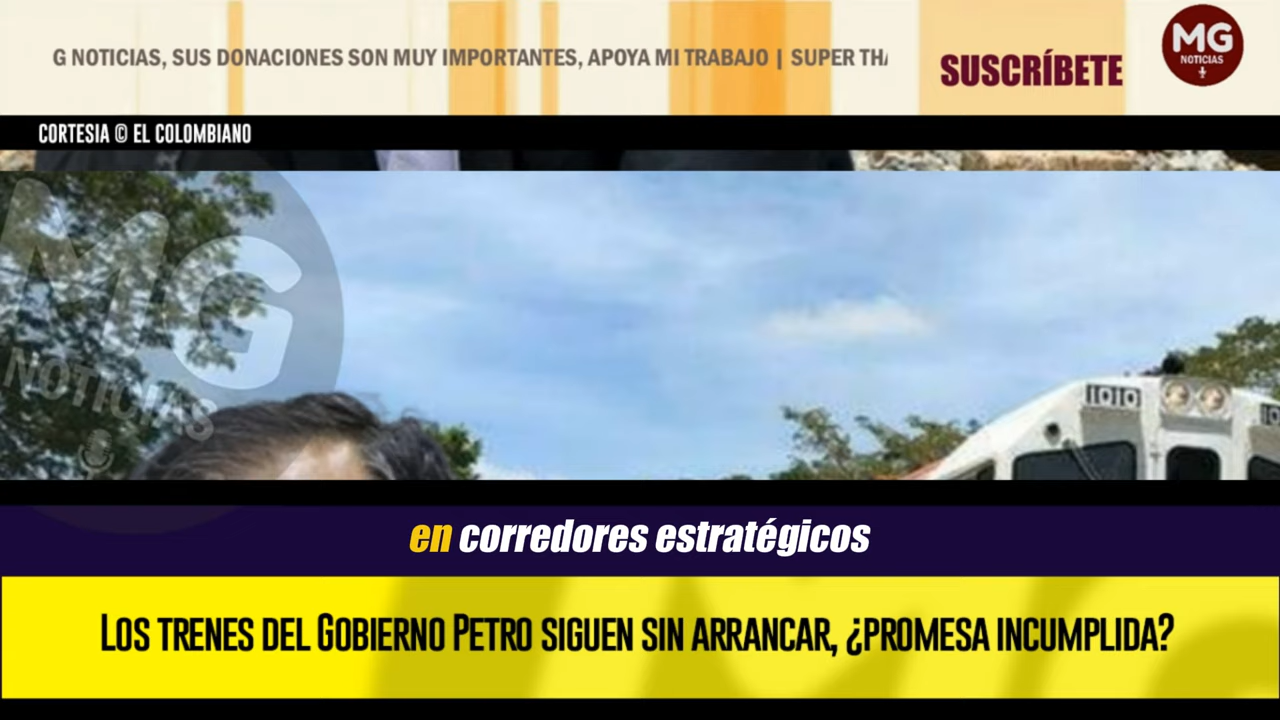 G NOTICIAS, SUS DONACIONES SON MUY IMPORTANTES, APOYA MI TRABAJO | SUPER THA
SUSCRÍBETE
MG
NOTICIAS
CORTESIA © EL COLOMBIANO
MG
NOTICIAS
1010
en corredores estratégicos
LOS TRENES DEL GOBIERNO PETRO SIGUEN SIN ARRANCAR, ¿PROMESA INCUMPLIDA?